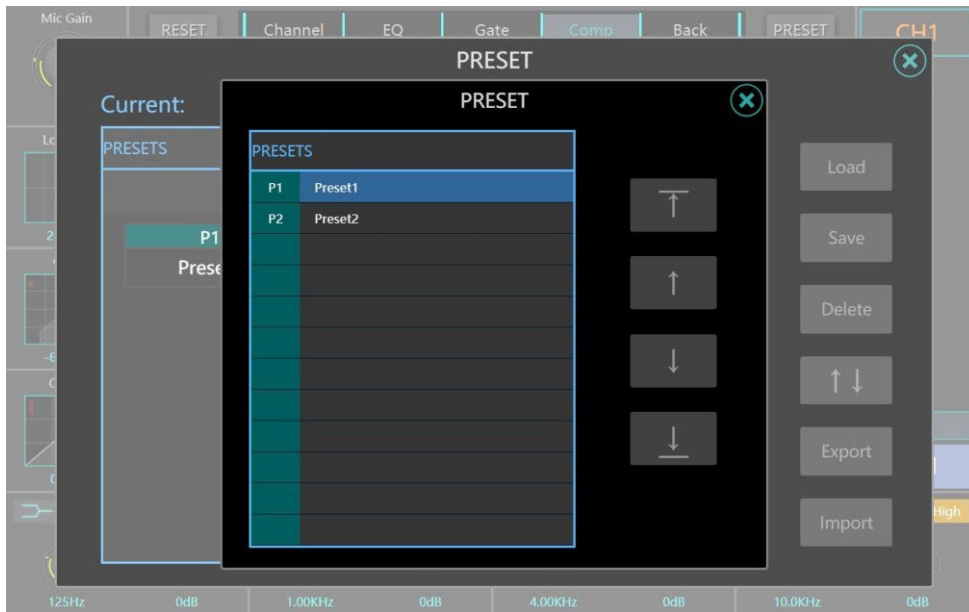 Mic Gain
RESET Channel EQ Gate Comp Back PRESET CH1
PRESET
PRESET
Current:
PRESETS
PRESETS
Load
P1 Preset1
P2 Preset2
P1
Save
Delete
Export
Import
High
125Hz 0dB 1.00KHz 0dB 4.00KHz 0dB 10.0KHz 0dB